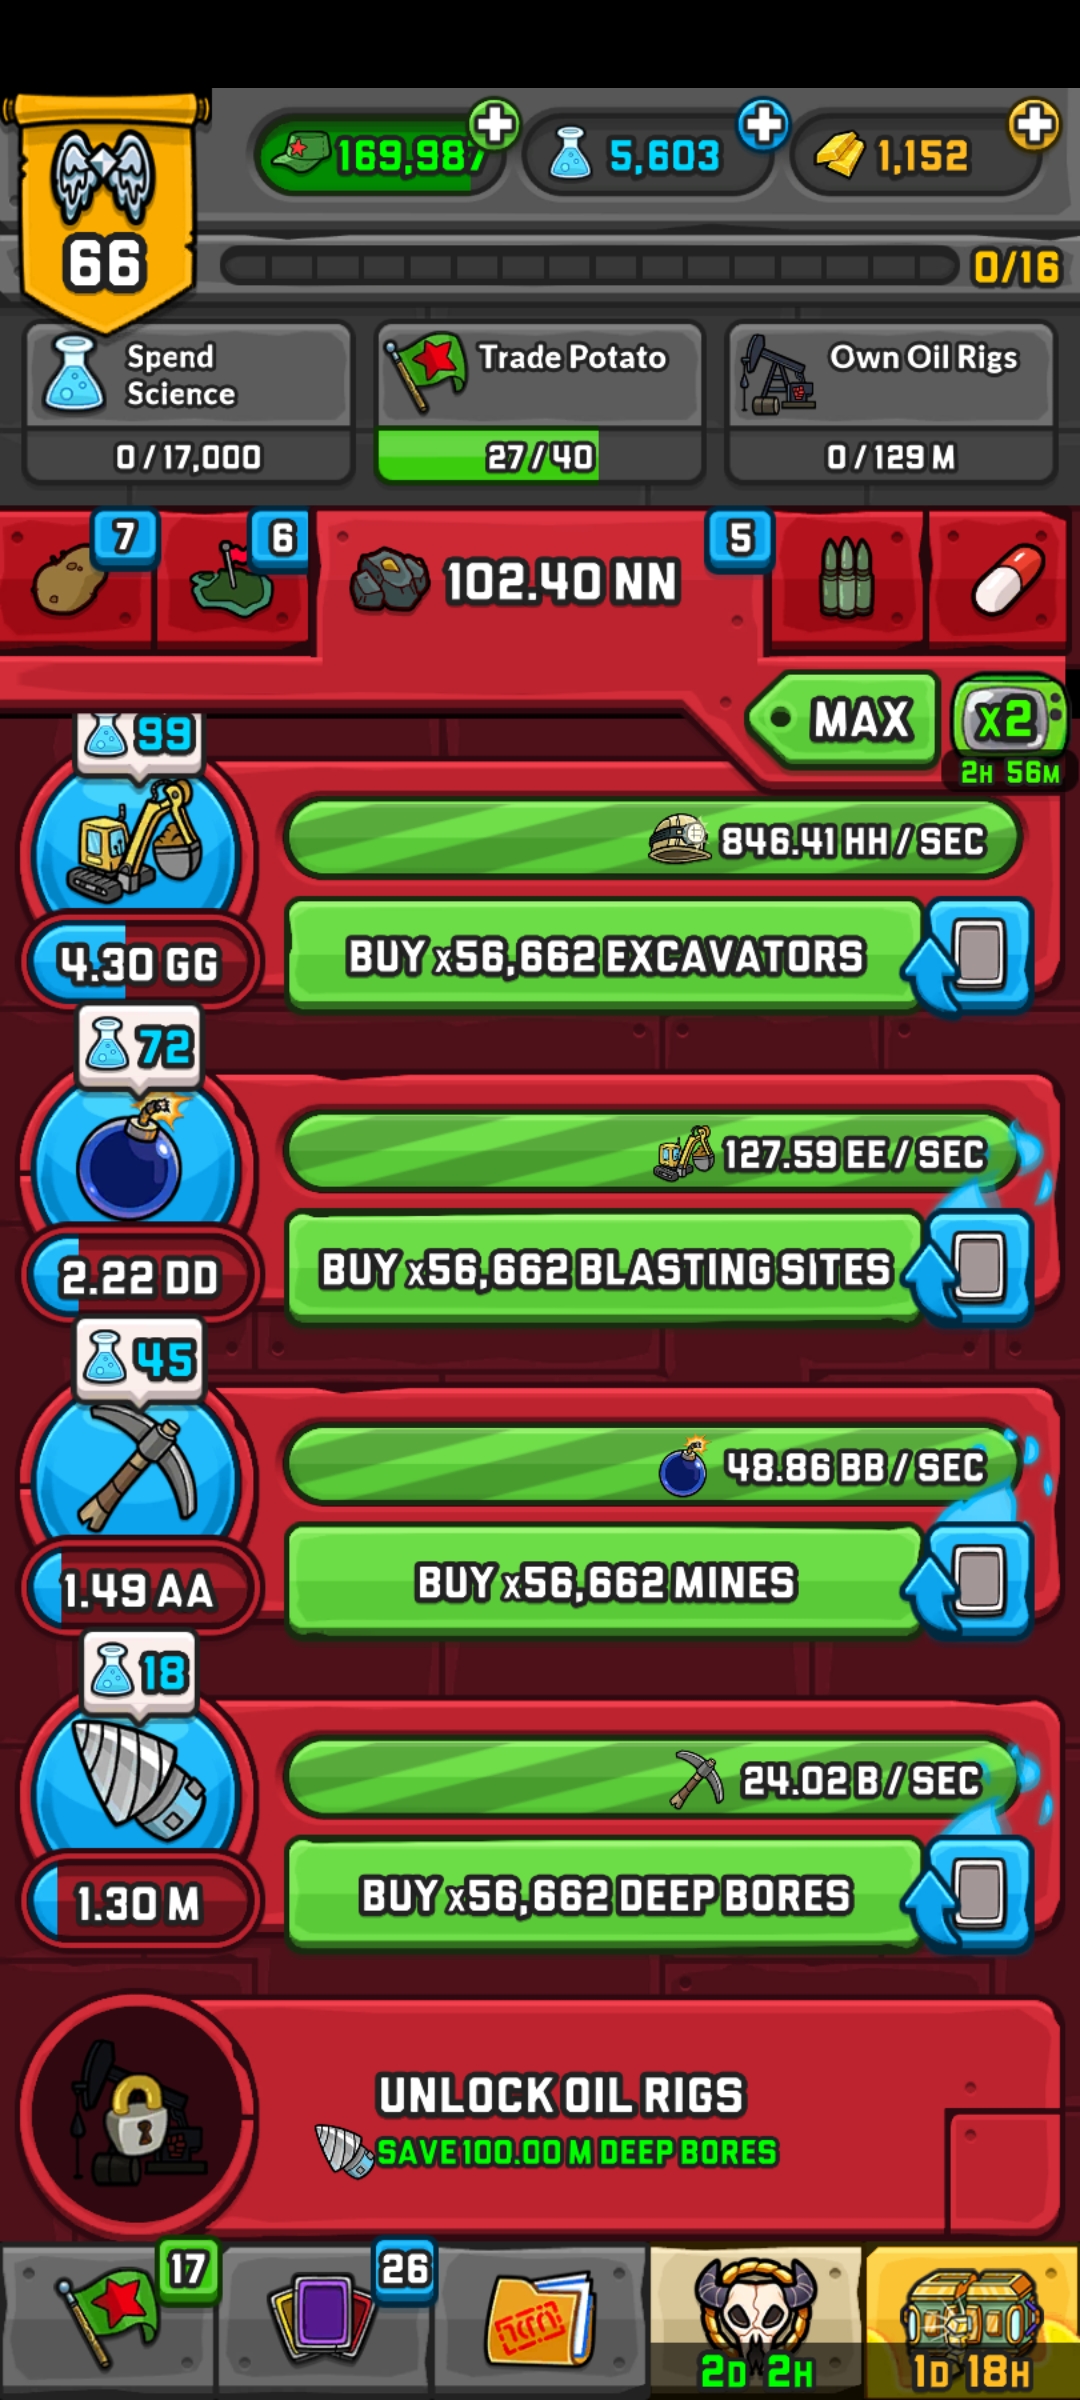 169,987
5,603
1,152
66
0/16
Spend
Science
0/17,000
Trade Potato
27/40
Own Oil Rigs
0/129 M
7
6
102.40 NN
5
MAX
x2
2H 56M
99
846.41 HH/SEC
4.30 GG
BUY x56,662 EXCAVATORS
72
127.59 EE/SEC
2.22 DD
BUY x56,662 BLASTING SITES
45
48.86 BB/SEC
1.49 AA
BUY x56,662 MINES
18
24.02 B/SEC
1.30 M
BUY x56,662 DEEP BORES
UNLOCK OIL RIGS
SAVE 100.00 M DEEP BORES
17
26
2D 2H
1D 18H